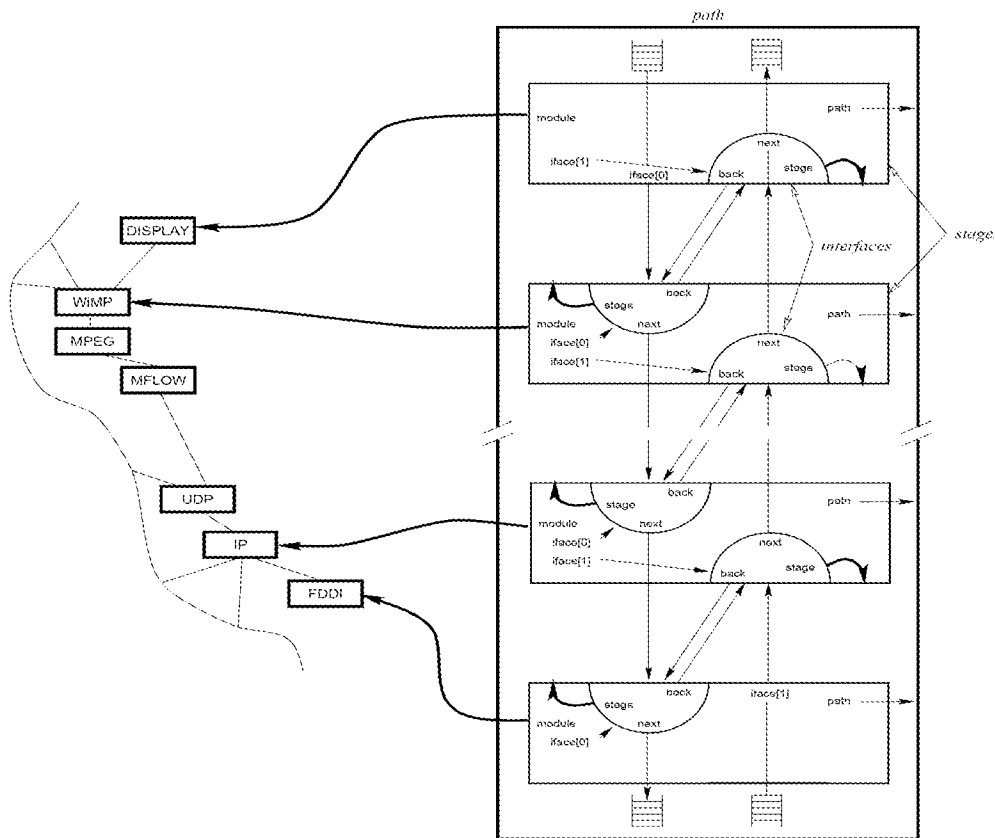 path
module
path
next
iface[1]
stage
iface[0]
back
DISPLAY
interfaces
stage
WIMP
back
stage
path
module
next
iface[0]
next
MPEG
iface[1]
stage
back
MFLOW
UDP
back
stage
path
module
next
IP
iface[0]
next
iface[1]
stage
back
FDDI
back
iface[1]
stage
path
module
next
iface[0]